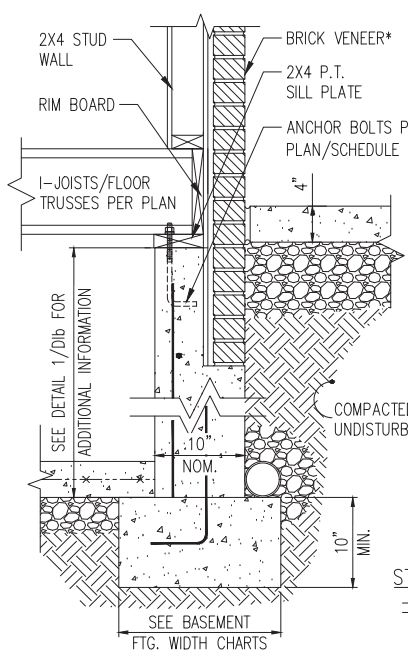 2X4 STUD
WALL
RIM BOARD
BRICK VENEER*
2X4 P.T.
SILL PLATE
ANCHOR BOLTS P
PLAN/SCHEDULE
I-JOISTS/FLOOR
TRUSSES PER PLAN
4"
SEE DETAIL 1/D1b FOR
ADDITIONAL INFORMATION
COMPACTED
UNDISTURB
10"
NOM.
10"
MIN.
SEE BASEMENT
FTG. WIDTH CHARTS